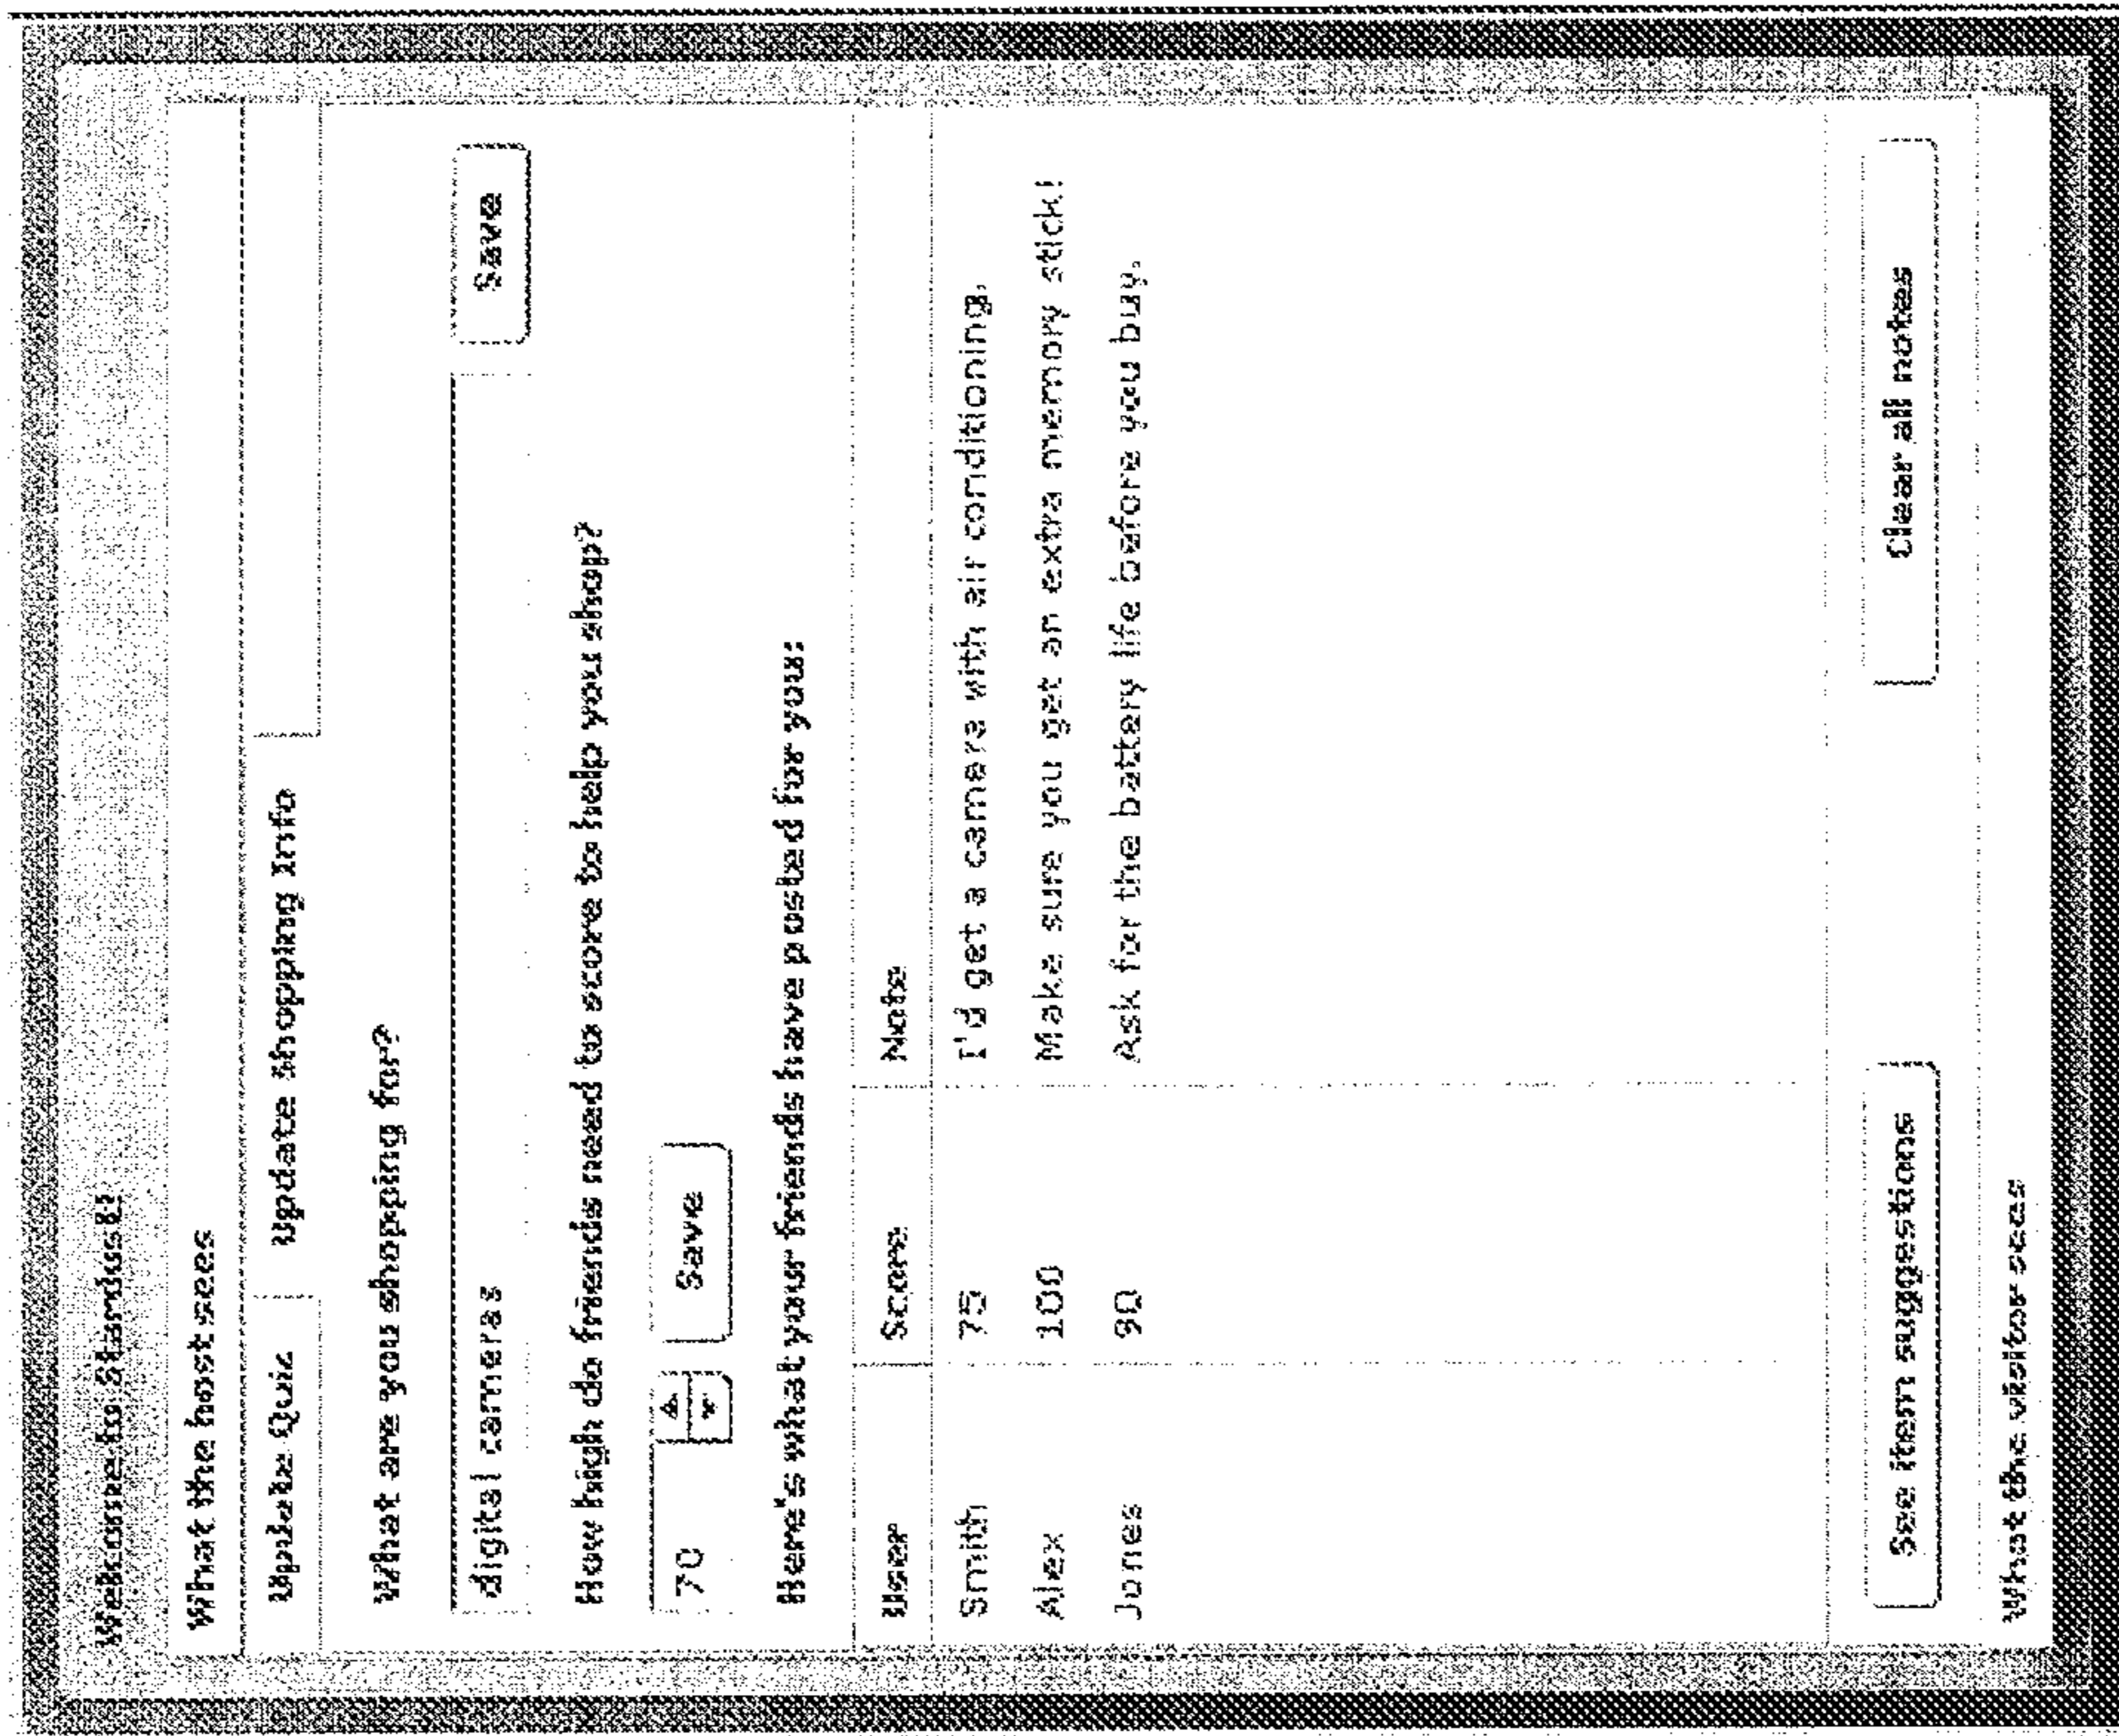 Welcome to Stardust!
What the host sees
Update Quiz Update Shopping Info
What are you shopping for?
digital cameras Save
How high do friends need to score to help you shop?
70 Save
Here's what your friends have posted for you:
User Score Note
Smith 75 I'd get a camera with air conditioning.
Alex 100 Make sure you get an extra memory stick!
Jones 90 Ask for the battery life before you buy.
See item suggestions Clear all notes
What the visitor sees